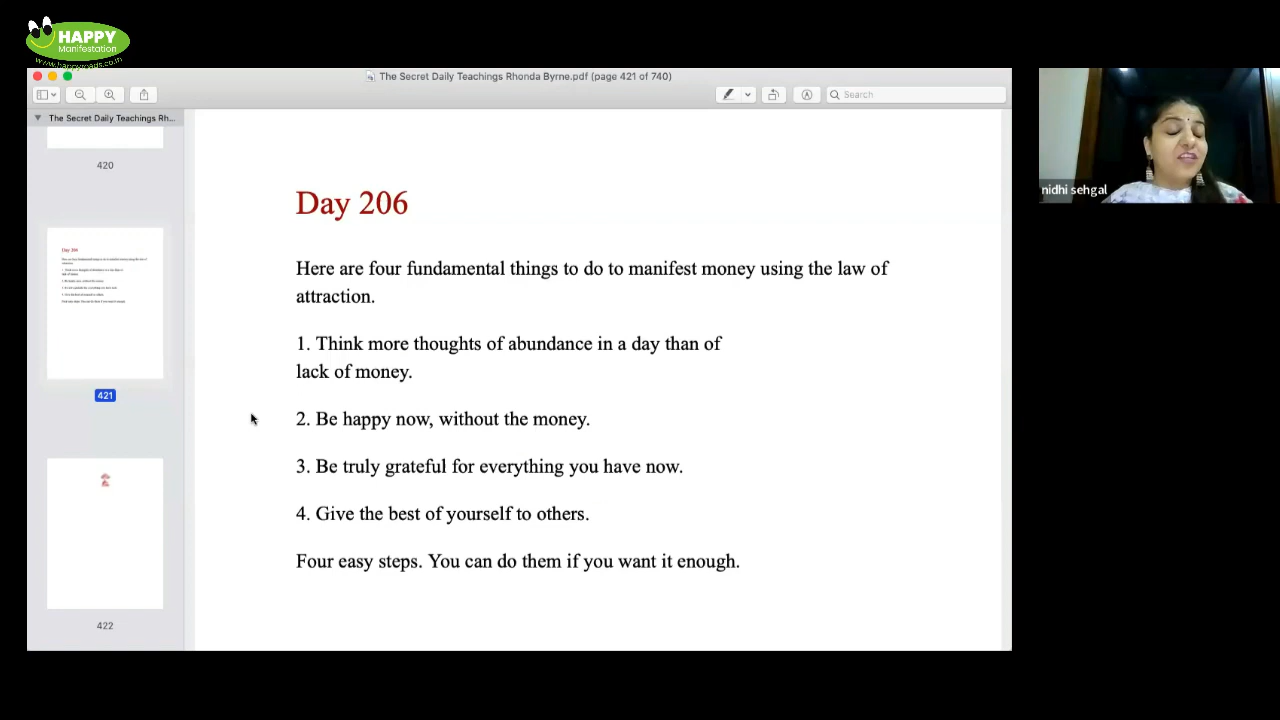 HAPPY
Manifestation
www.happymads.co.in
The Secret Daily Teachings Rhonda Byrne.pdf (page 421 of 740)
Search
The Secret Daily Teachings Rh...
420
421
422
Day 206
Here are four fundamental things to do to manifest money using the law of
attraction.
1. Think more thoughts of abundance in a day than of
lack of money.
2. Be happy now, without the money.
3. Be truly grateful for everything you have now.
4. Give the best of yourself to others.
Four easy steps. You can do them if you want it enough.
nidhi sehgal